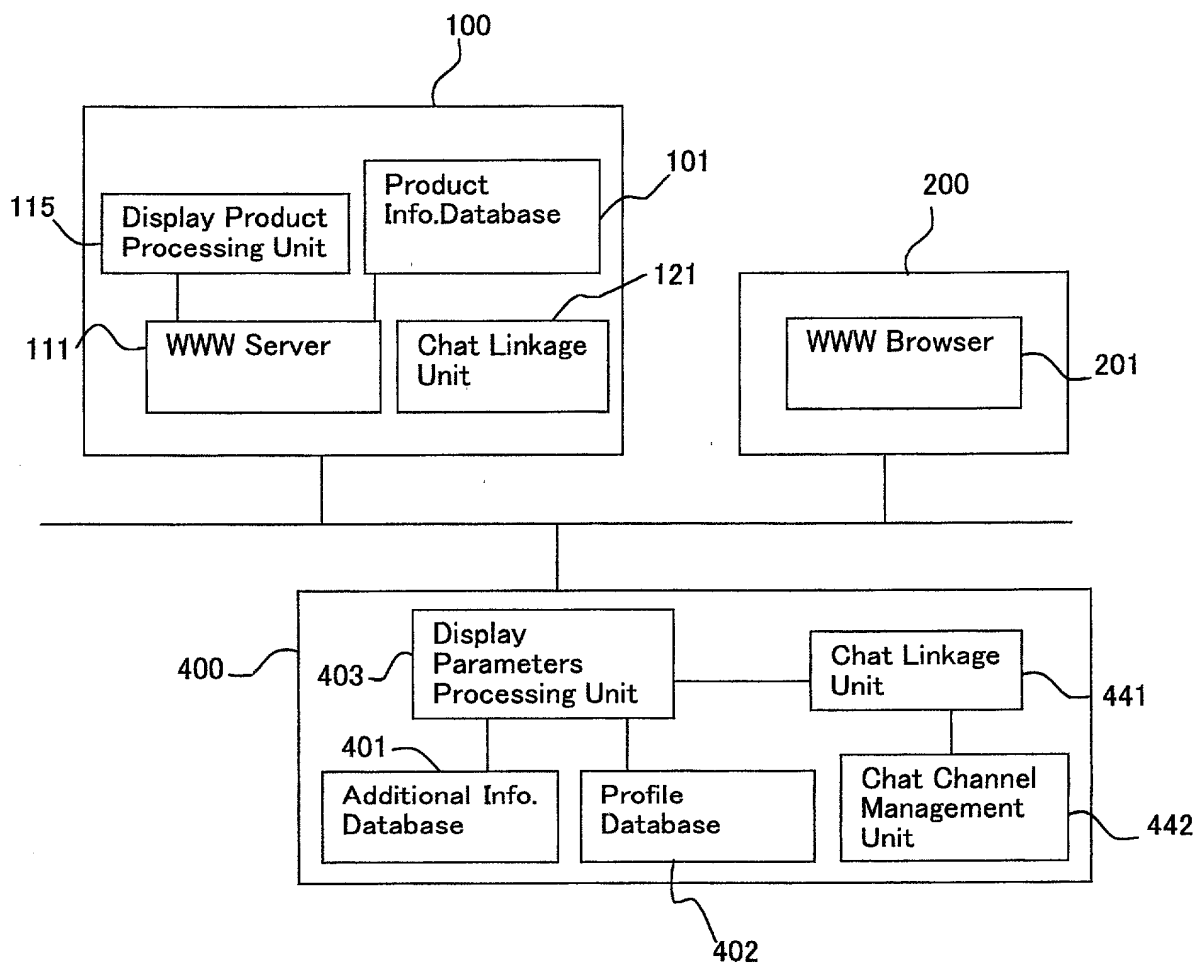 100
115
Display Product
Processing Unit
Product
Info.Database
101
200
121
111
WWW Server
Chat Linkage
Unit
WWW Browser
201
400
403
Display
Parameters
Processing Unit
Chat Linkage
Unit
441
401
Additional Info.
Database
Profile
Database
Chat Channel
Management
Unit
442
402